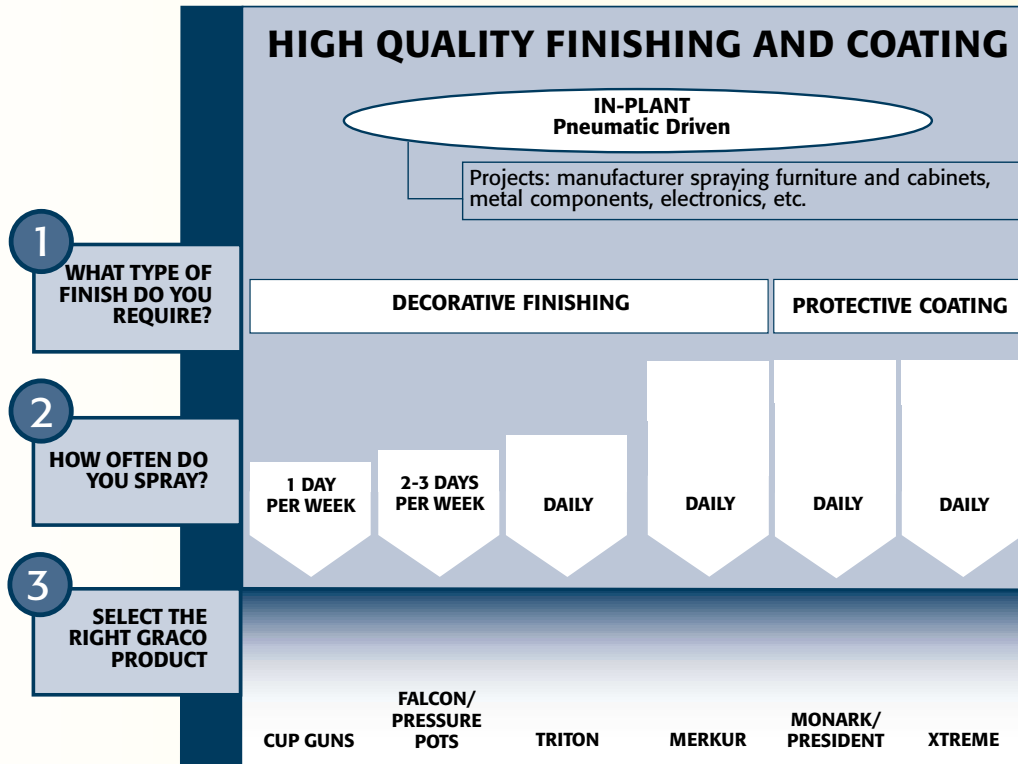 HIGH QUALITY FINISHING AND COATING
IN-PLANT
Pneumatic Driven
Projects: manufacturer spraying furniture and cabinets,
metal components, electronics, etc.
1
WHAT TYPE OF
FINISH DO YOU
REQUIRE?
DECORATIVE FINISHING
PROTECTIVE COATING
2
HOW OFTEN DO
YOU SPRAY?
1 DAY
PER WEEK
2-3 DAYS
PER WEEK
DAILY
DAILY
DAILY
DAILY
3
SELECT THE
RIGHT GRACO
PRODUCT
CUP GUNS
FALCON/
PRESSURE
POTS
TRITON
MERKUR
MONARK/
PRESIDENT
XTREME